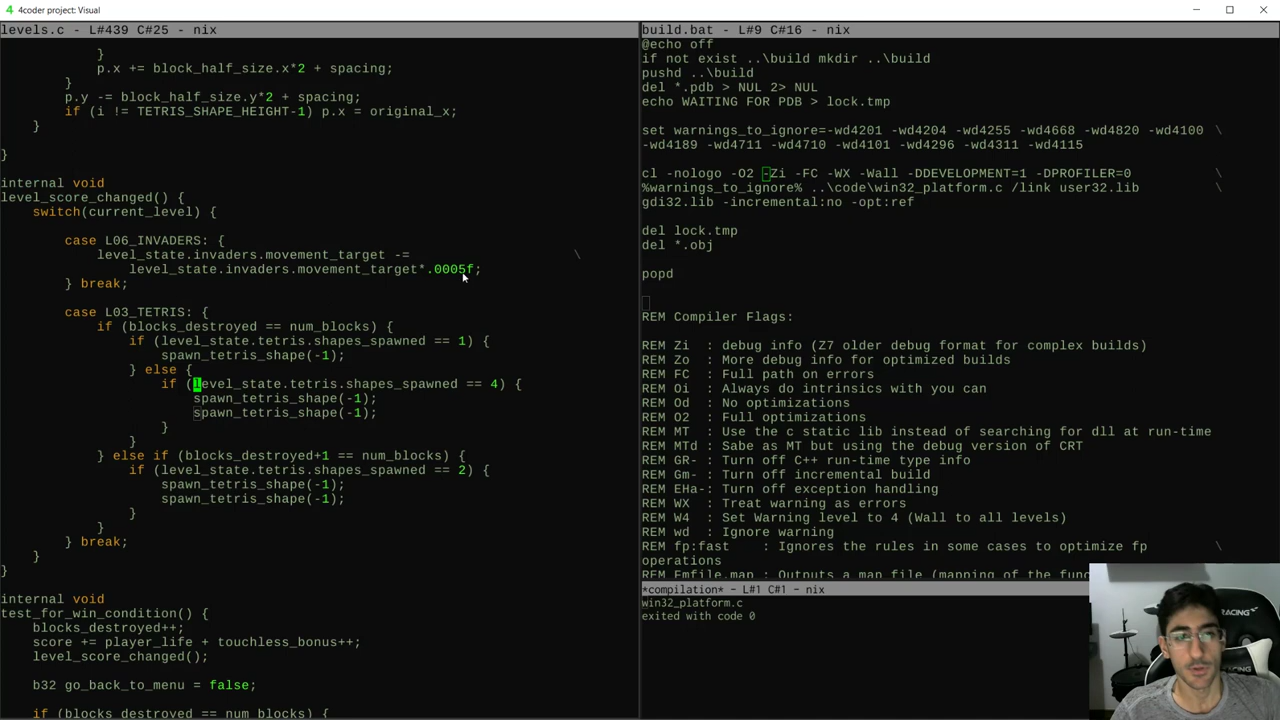 4coder project: Visual
levels.c - L#439 C#25 - nix
}
p.x += block_half_size.x*2 + spacing;
}
p.y -= block_half_size.y*2 + spacing;
if (i != TETRIS_SHAPE_HEIGHT-1) p.x = original_x;
}
}
internal void
level_score_changed() {
switch(current_level) {
case L06_INVADERS: {
level_state.invaders.movement_target -= \
level_state.invaders.movement_target*.0005f;
} break;
case L03_TETRIS: {
if (blocks_destroyed == num_blocks) {
if (level_state.tetris.shapes_spawned == 1) {
spawn_tetris_shape(-1);
} else {
if (level_state.tetris.shapes_spawned == 4) {
spawn_tetris_shape(-1);
spawn_tetris_shape(-1);
}
}
} else if (blocks_destroyed+1 == num_blocks) {
if (level_state.tetris.shapes_spawned == 2) {
spawn_tetris_shape(-1);
spawn_tetris_shape(-1);
}
}
} break;
}
}
internal void
test_for_win_condition() {
blocks_destroyed++;
score += player_life + touchless_bonus++;
level_score_changed();
b32 go_back_to_menu = false;
if (blocks_destroyed == num_blocks) {
build.bat - L#9 C#16 - nix
@echo off
if not exist ..\build mkdir ..\build
pushd ..\build
del *.pdb > NUL 2> NUL
echo WAITING FOR PDB > lock.tmp
set warnings_to_ignore=-wd4201 -wd4204 -wd4255 -wd4668 -wd4820 -wd4100 \
-wd4189 -wd4711 -wd4710 -wd4101 -wd4296 -wd4311 -wd4115
cl -nologo -O2 -Zi -FC -WX -Wall -DDEVELOPMENT=1 -DPROFILER=0 \
%warnings_to_ignore% ..\code\win32_platform.c /link user32.lib \
gdi32.lib -incremental:no -opt:ref
del lock.tmp
del *.obj
popd
REM Compiler Flags:
REM Zi : debug info (Z7 older debug format for complex builds)
REM Zo : More debug info for optimized builds
REM FC : Full path on errors
REM Oi : Always do intrinsics with you can
REM Od : No optimizations
REM O2 : Full optimizations
REM MT : Use the c static lib instead of searching for dll at run-time
REM MTd : Sabe as MT but using the debug version of CRT
REM GR- : Turn off C++ run-time type info
REM Gm- : Turn off incremental build
REM EHa-: Turn off exception handling
REM WX : Treat warning as errors
REM W4 : Set Warning level to 4 (Wall to all levels)
REM wd : Ignore warning
REM fp:fast : Ignores the rules in some cases to optimize fp \
operations
REM Fmfile.map : Outputs a map file (mapping of the func
*compilation* - L#1 C#1 - nix
win32_platform.c
exited with code 0
RACING